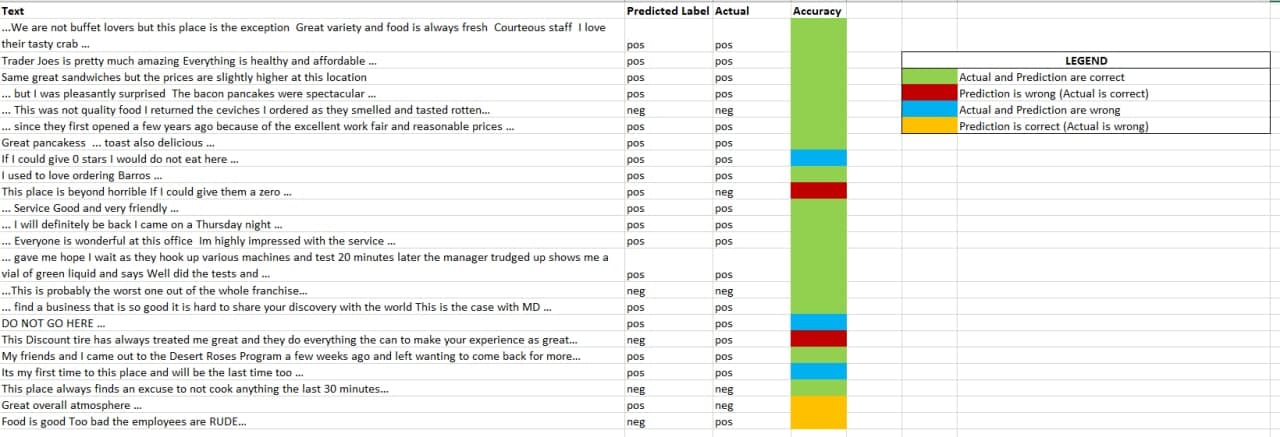 Text Predicted Label Actual Accuracy
...We are not buffet lovers but this place is the exception Great variety and food is always fresh Courteous staff I love
their tasty crab ... pos pos
Trader Joes is pretty much amazing Everything is healthy and affordable ... pos pos
LEGEND
Same great sandwiches but the prices are slightly higher at this location pos pos
Actual and Prediction are correct
... but I was pleasantly surprised The bacon pancakes were spectacular ... pos pos
Prediction is wrong (Actual is correct)
... This was not quality food I returned the ceviches I ordered as they smelled and tasted rotten... neg neg
Actual and Prediction are wrong
... since they first opened a few years ago because of the excellent work fair and reasonable prices ... pos pos
Prediction is correct (Actual is wrong)
Great pancakess ... toast also delicious ... pos pos
If I could give 0 stars I would do not eat here ... pos pos
I used to love ordering Barros ... pos pos
This place is beyond horrible If I could give them a zero ... pos neg
... Service Good and very friendly ... pos pos
... I will definitely be back I came on a Thursday night ... pos pos
... Everyone is wonderful at this office Im highly impressed with the service ... pos pos
... gave me hope I wait as they hook up various machines and test 20 minutes later the manager trudged up shows me a
vial of green liquid and says Well did the tests and ... pos pos
...This is probably the worst one out of the whole franchise... neg neg
... find a business that is so good it is hard to share your discovery with the world This is the case with MD ... pos pos
DO NOT GO HERE ... pos pos
This Discount tire has always treated me great and they do everything the can to make your experience as great... neg pos
My friends and I came out to the Desert Roses Program a few weeks ago and left wanting to come back for more... pos pos
Its my first time to this place and will be the last time too ... pos pos
This place always finds an excuse to not cook anything the last 30 minutes... neg neg
Great overall atmosphere ... pos neg
Food is good Too bad the employees are RUDE... neg pos